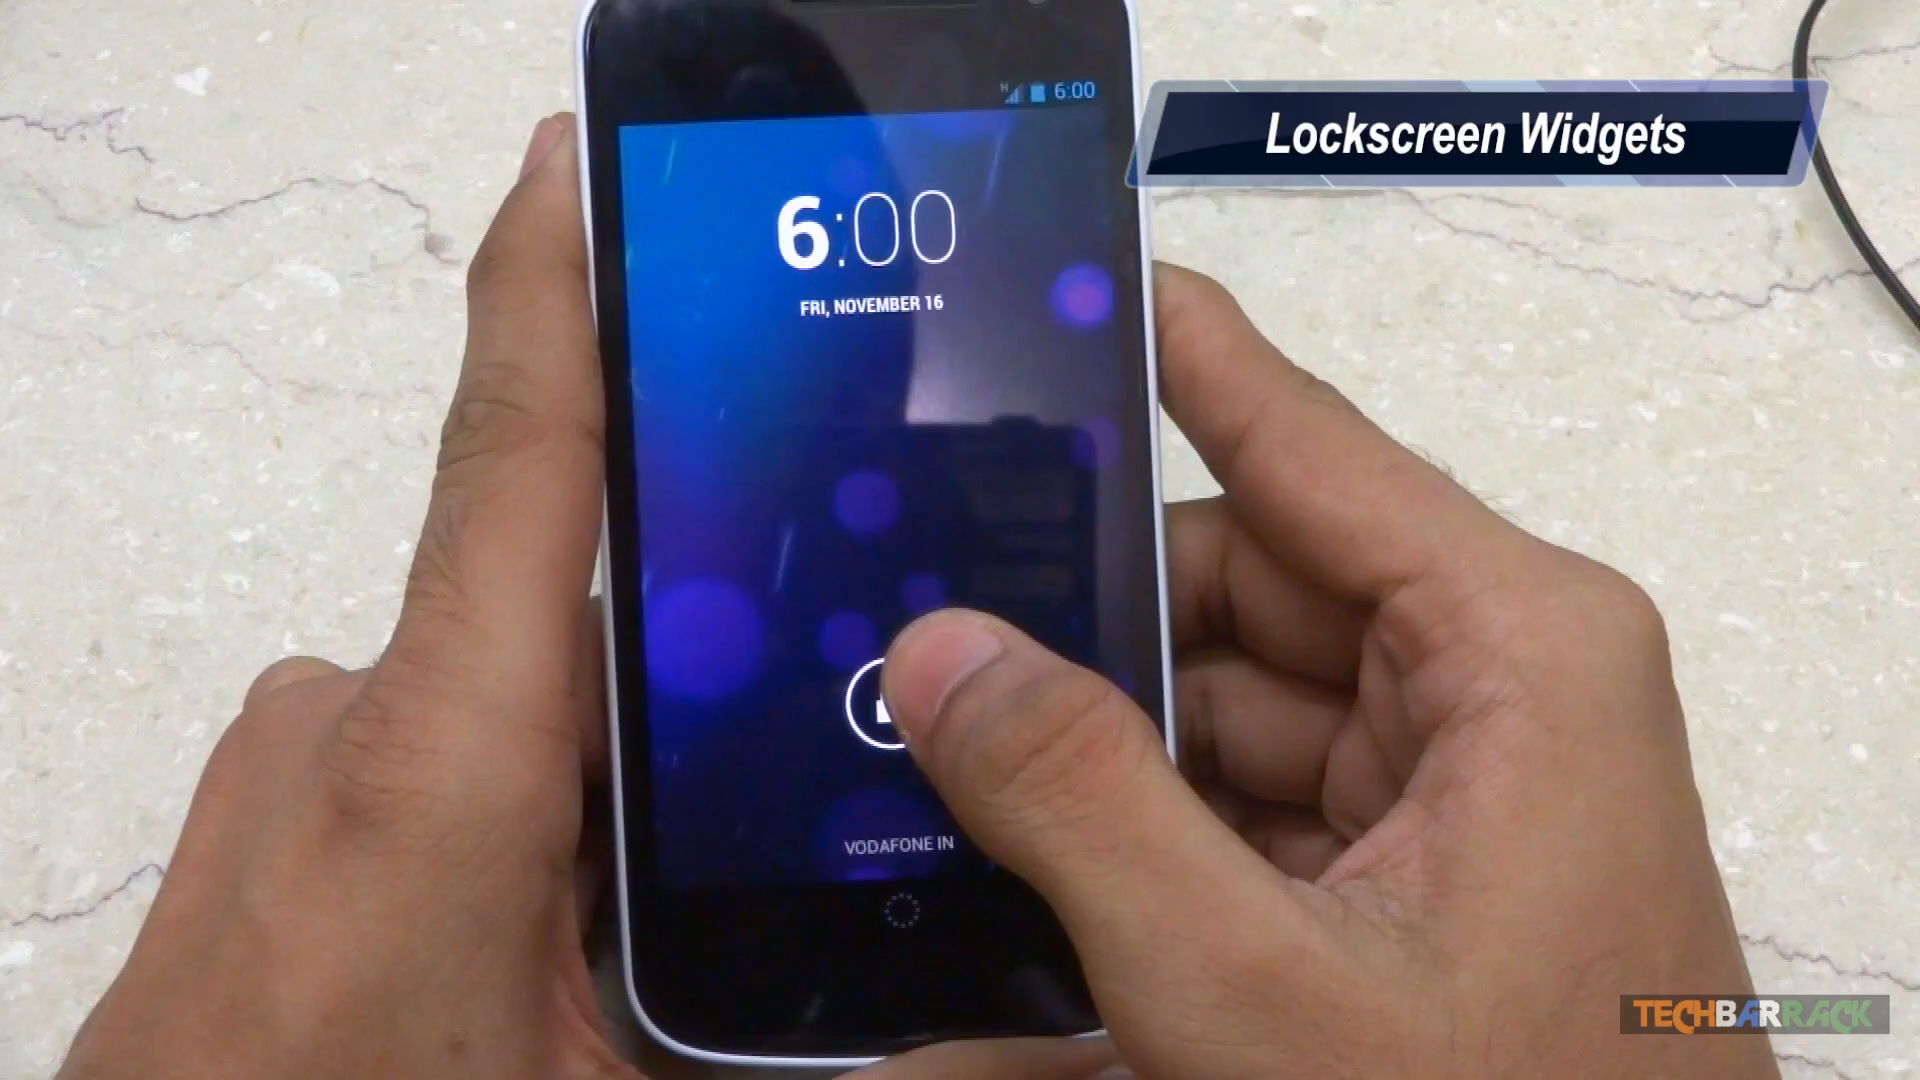 H 6:00
Lockscreen Widgets
6:00
FRI, NOVEMBER 16
VODAFONE IN
TECHBARRACK